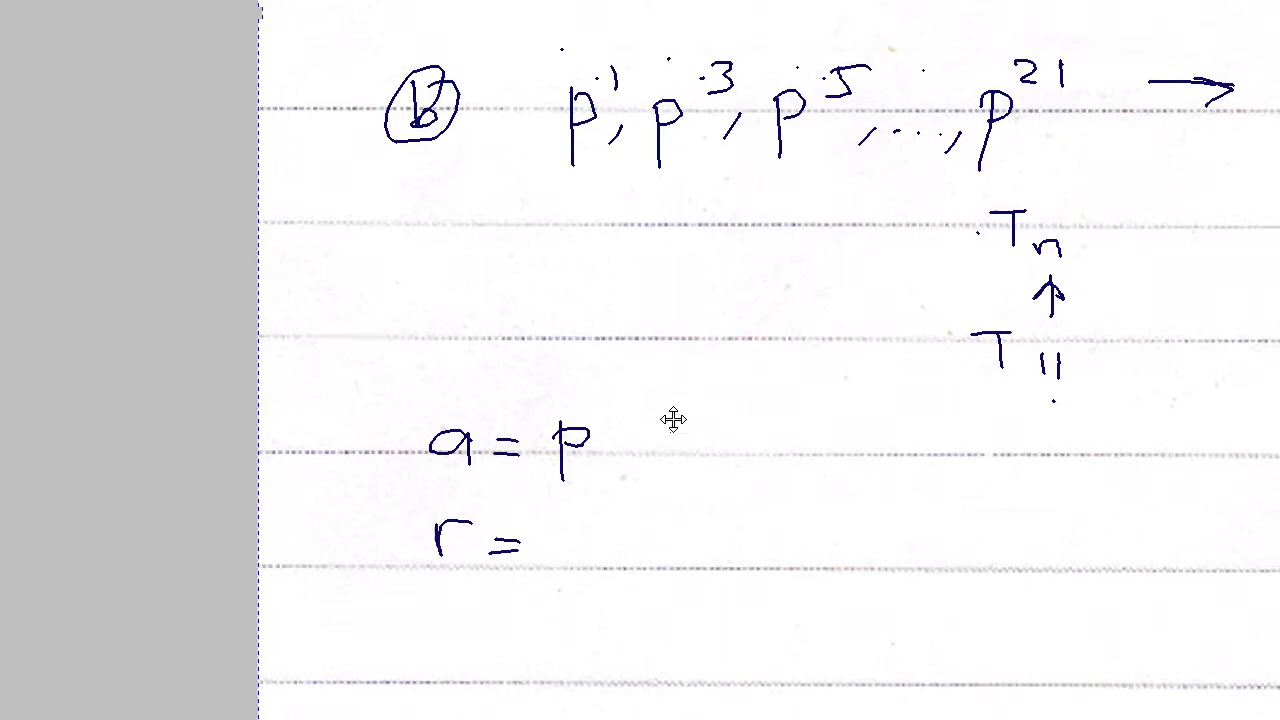 b p¹, p³, p⁵, ..., p²¹ →
Tₙ
↑
T₁₁
a = p
r =